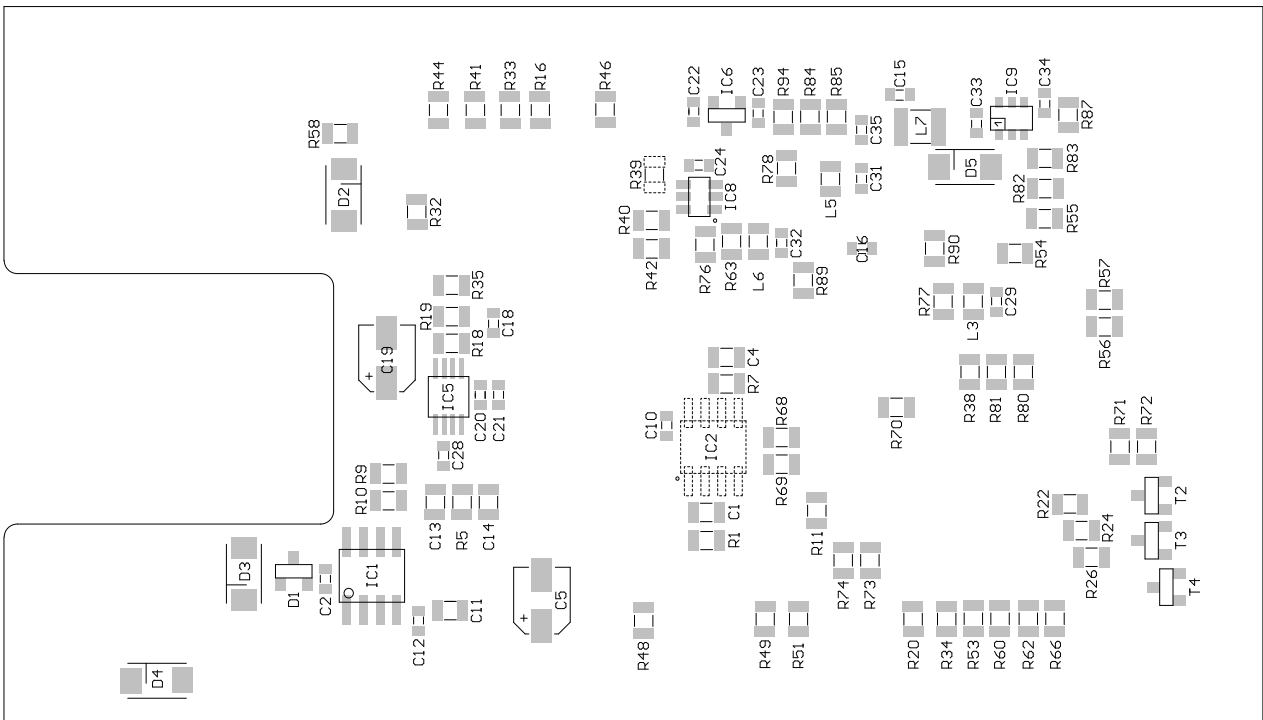 R44
R41
R33
R16
R46
C22
IC6
C23
R94
R84
R85
C15
C33
IC9
C34
R58
C35
L7
1
R87
R39
C24
R78
C31
D5
R83
D2
R32
IC8
L5
R82
R55
R40
R42
R76
R63
L6
C32
C16
R90
R54
R89
R35
R19
R18
C18
R77
L3
C29
R57
R56
C19
+
C4
R7
IC5
C20
C21
R38
R81
R80
C10
IC2
R68
R69
R70
R71
R72
C28
R9
R10
C13
R5
C14
C1
R1
R11
R22
R24
R26
T2
T3
T4
D3
D1
C2
IC1
C11
C12
C5
+
R74
R73
R48
R49
R51
R20
R34
R53
R60
R62
R66
D4